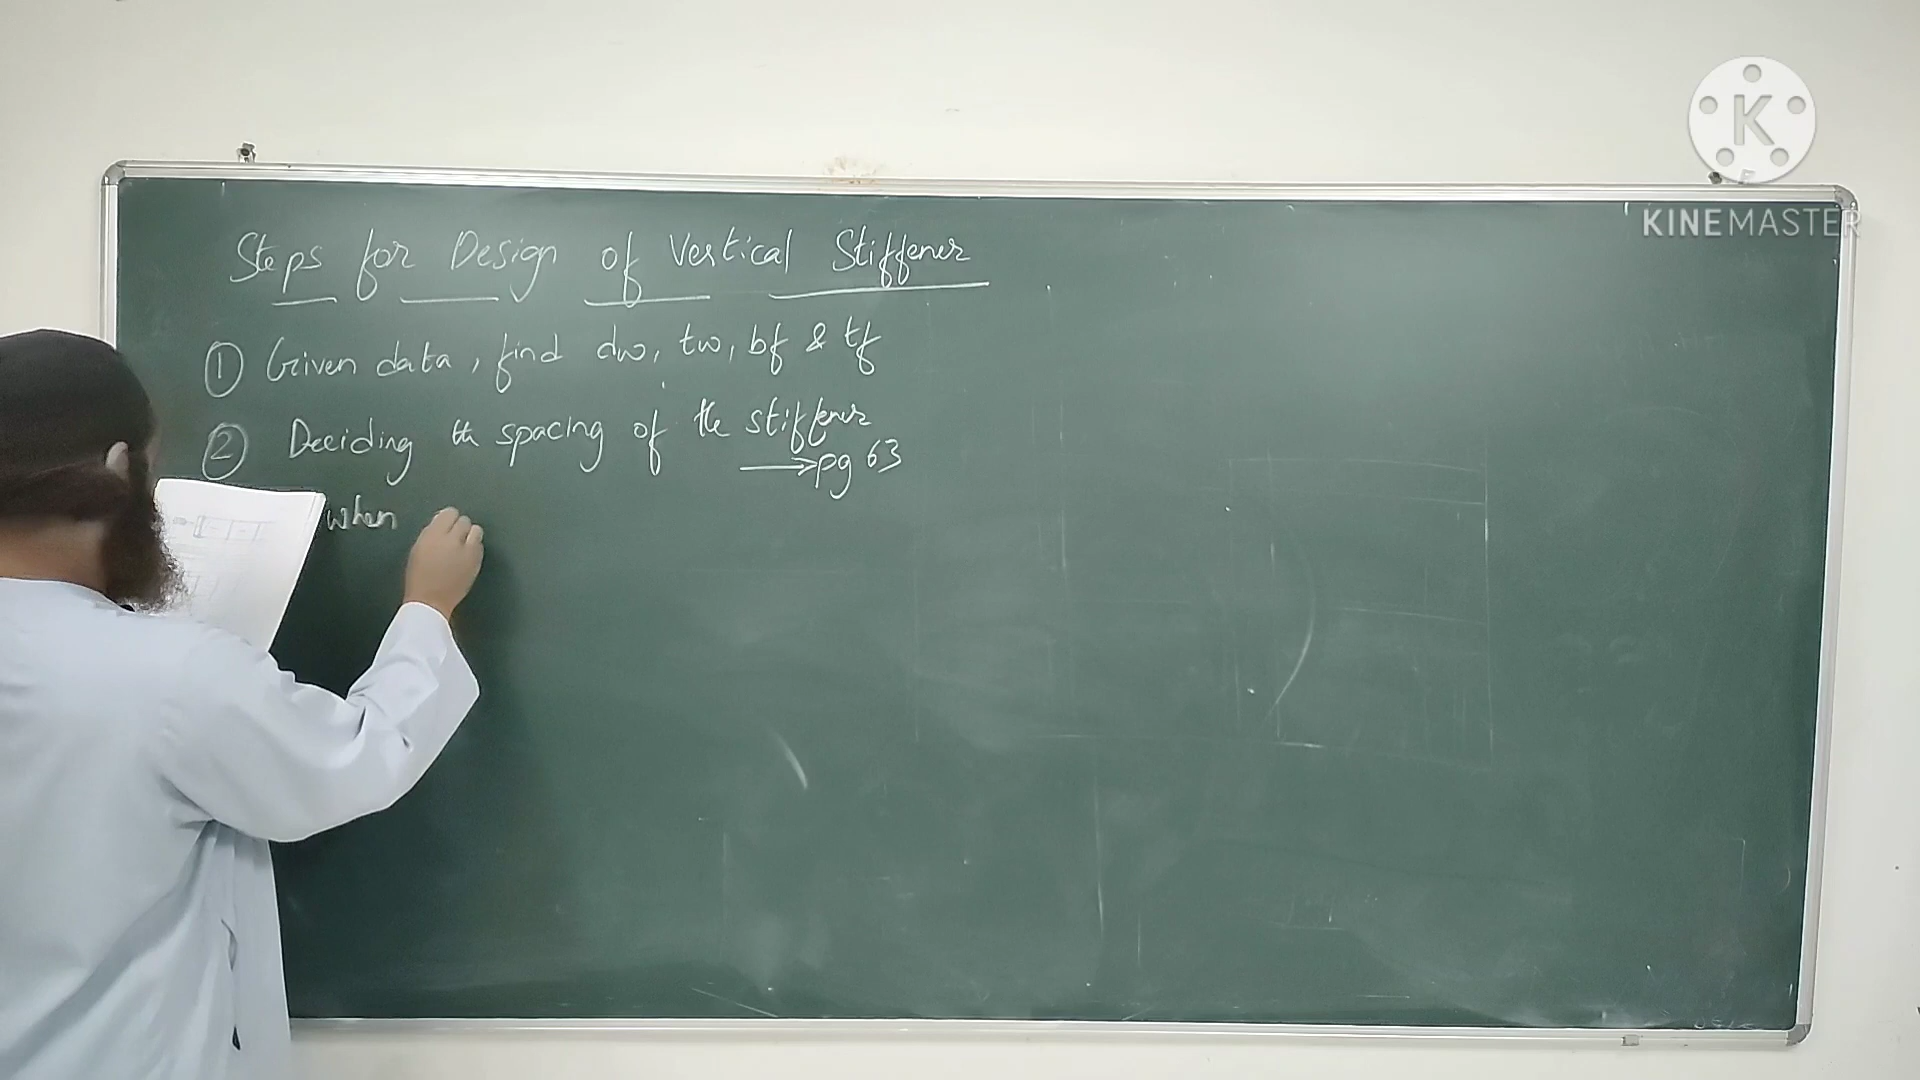 Steps for Design of Vertical Stiffener
① Given data, find dw, tw, bf & tf
② Deciding the spacing of the stiffener
→ pg 63
when
K
KINEMASTER